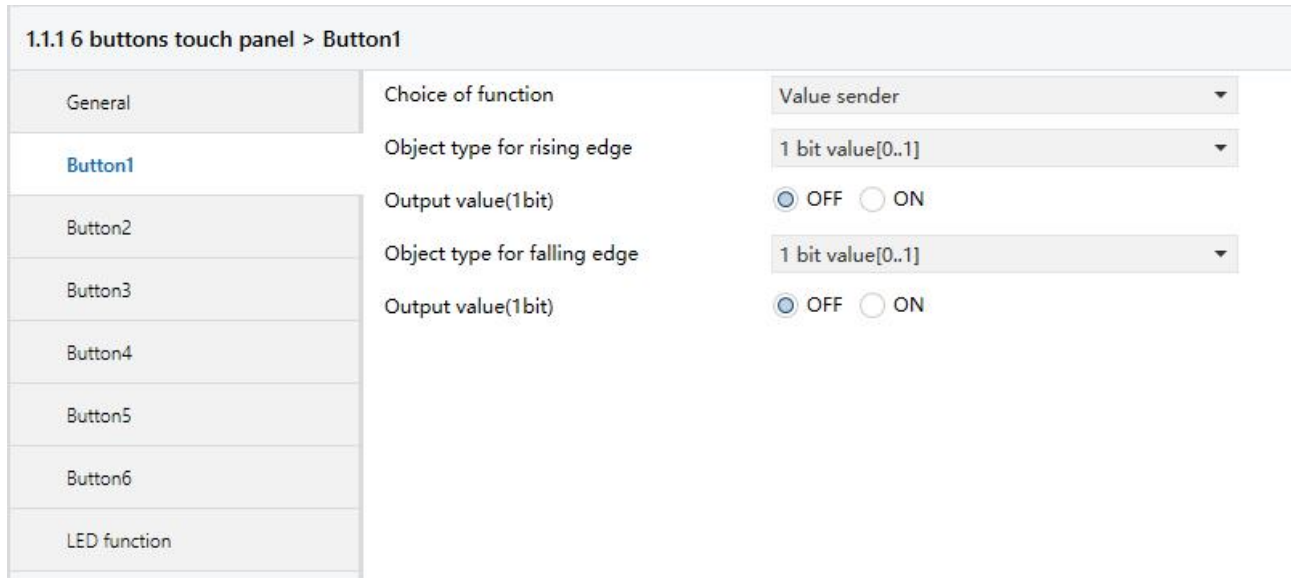 1.1.1 6 buttons touch panel > Button1
General
Button1
Button2
Button3
Button4
Button5
Button6
LED function
Choice of function Value sender
Object type for rising edge 1 bit value[0..1]
Output value(1bit) OFF ON
Object type for falling edge 1 bit value[0..1]
Output value(1bit) OFF ON